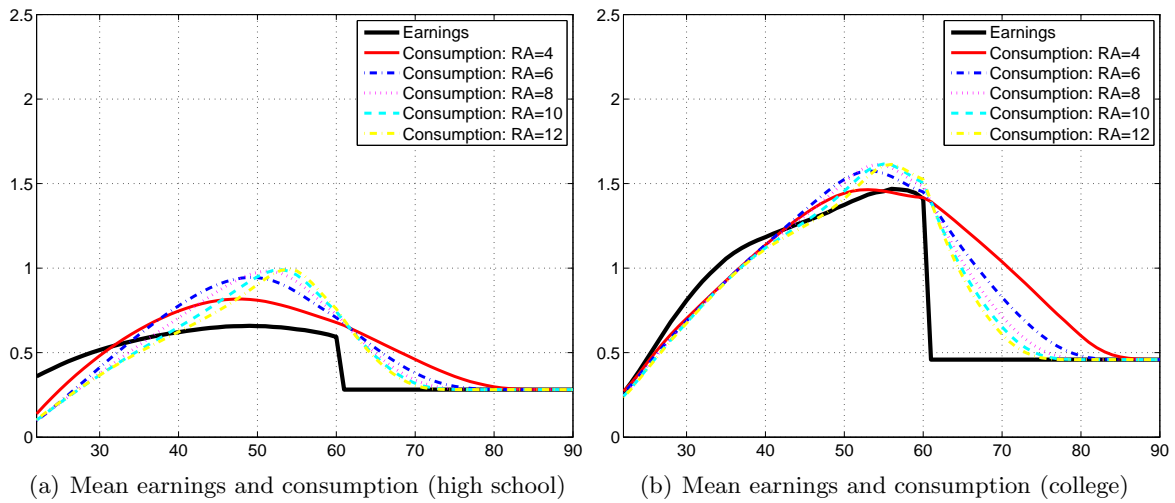 2.5
2
1.5
1
0.5
0
30 40 50 60 70 80 90
Earnings
Consumption: RA=4
Consumption: RA=6
Consumption: RA=8
Consumption: RA=10
Consumption: RA=12
(a) Mean earnings and consumption (high school)
2.5
2
1.5
1
0.5
0
30 40 50 60 70 80 90
Earnings
Consumption: RA=4
Consumption: RA=6
Consumption: RA=8
Consumption: RA=10
Consumption: RA=12
(b) Mean earnings and consumption (college)